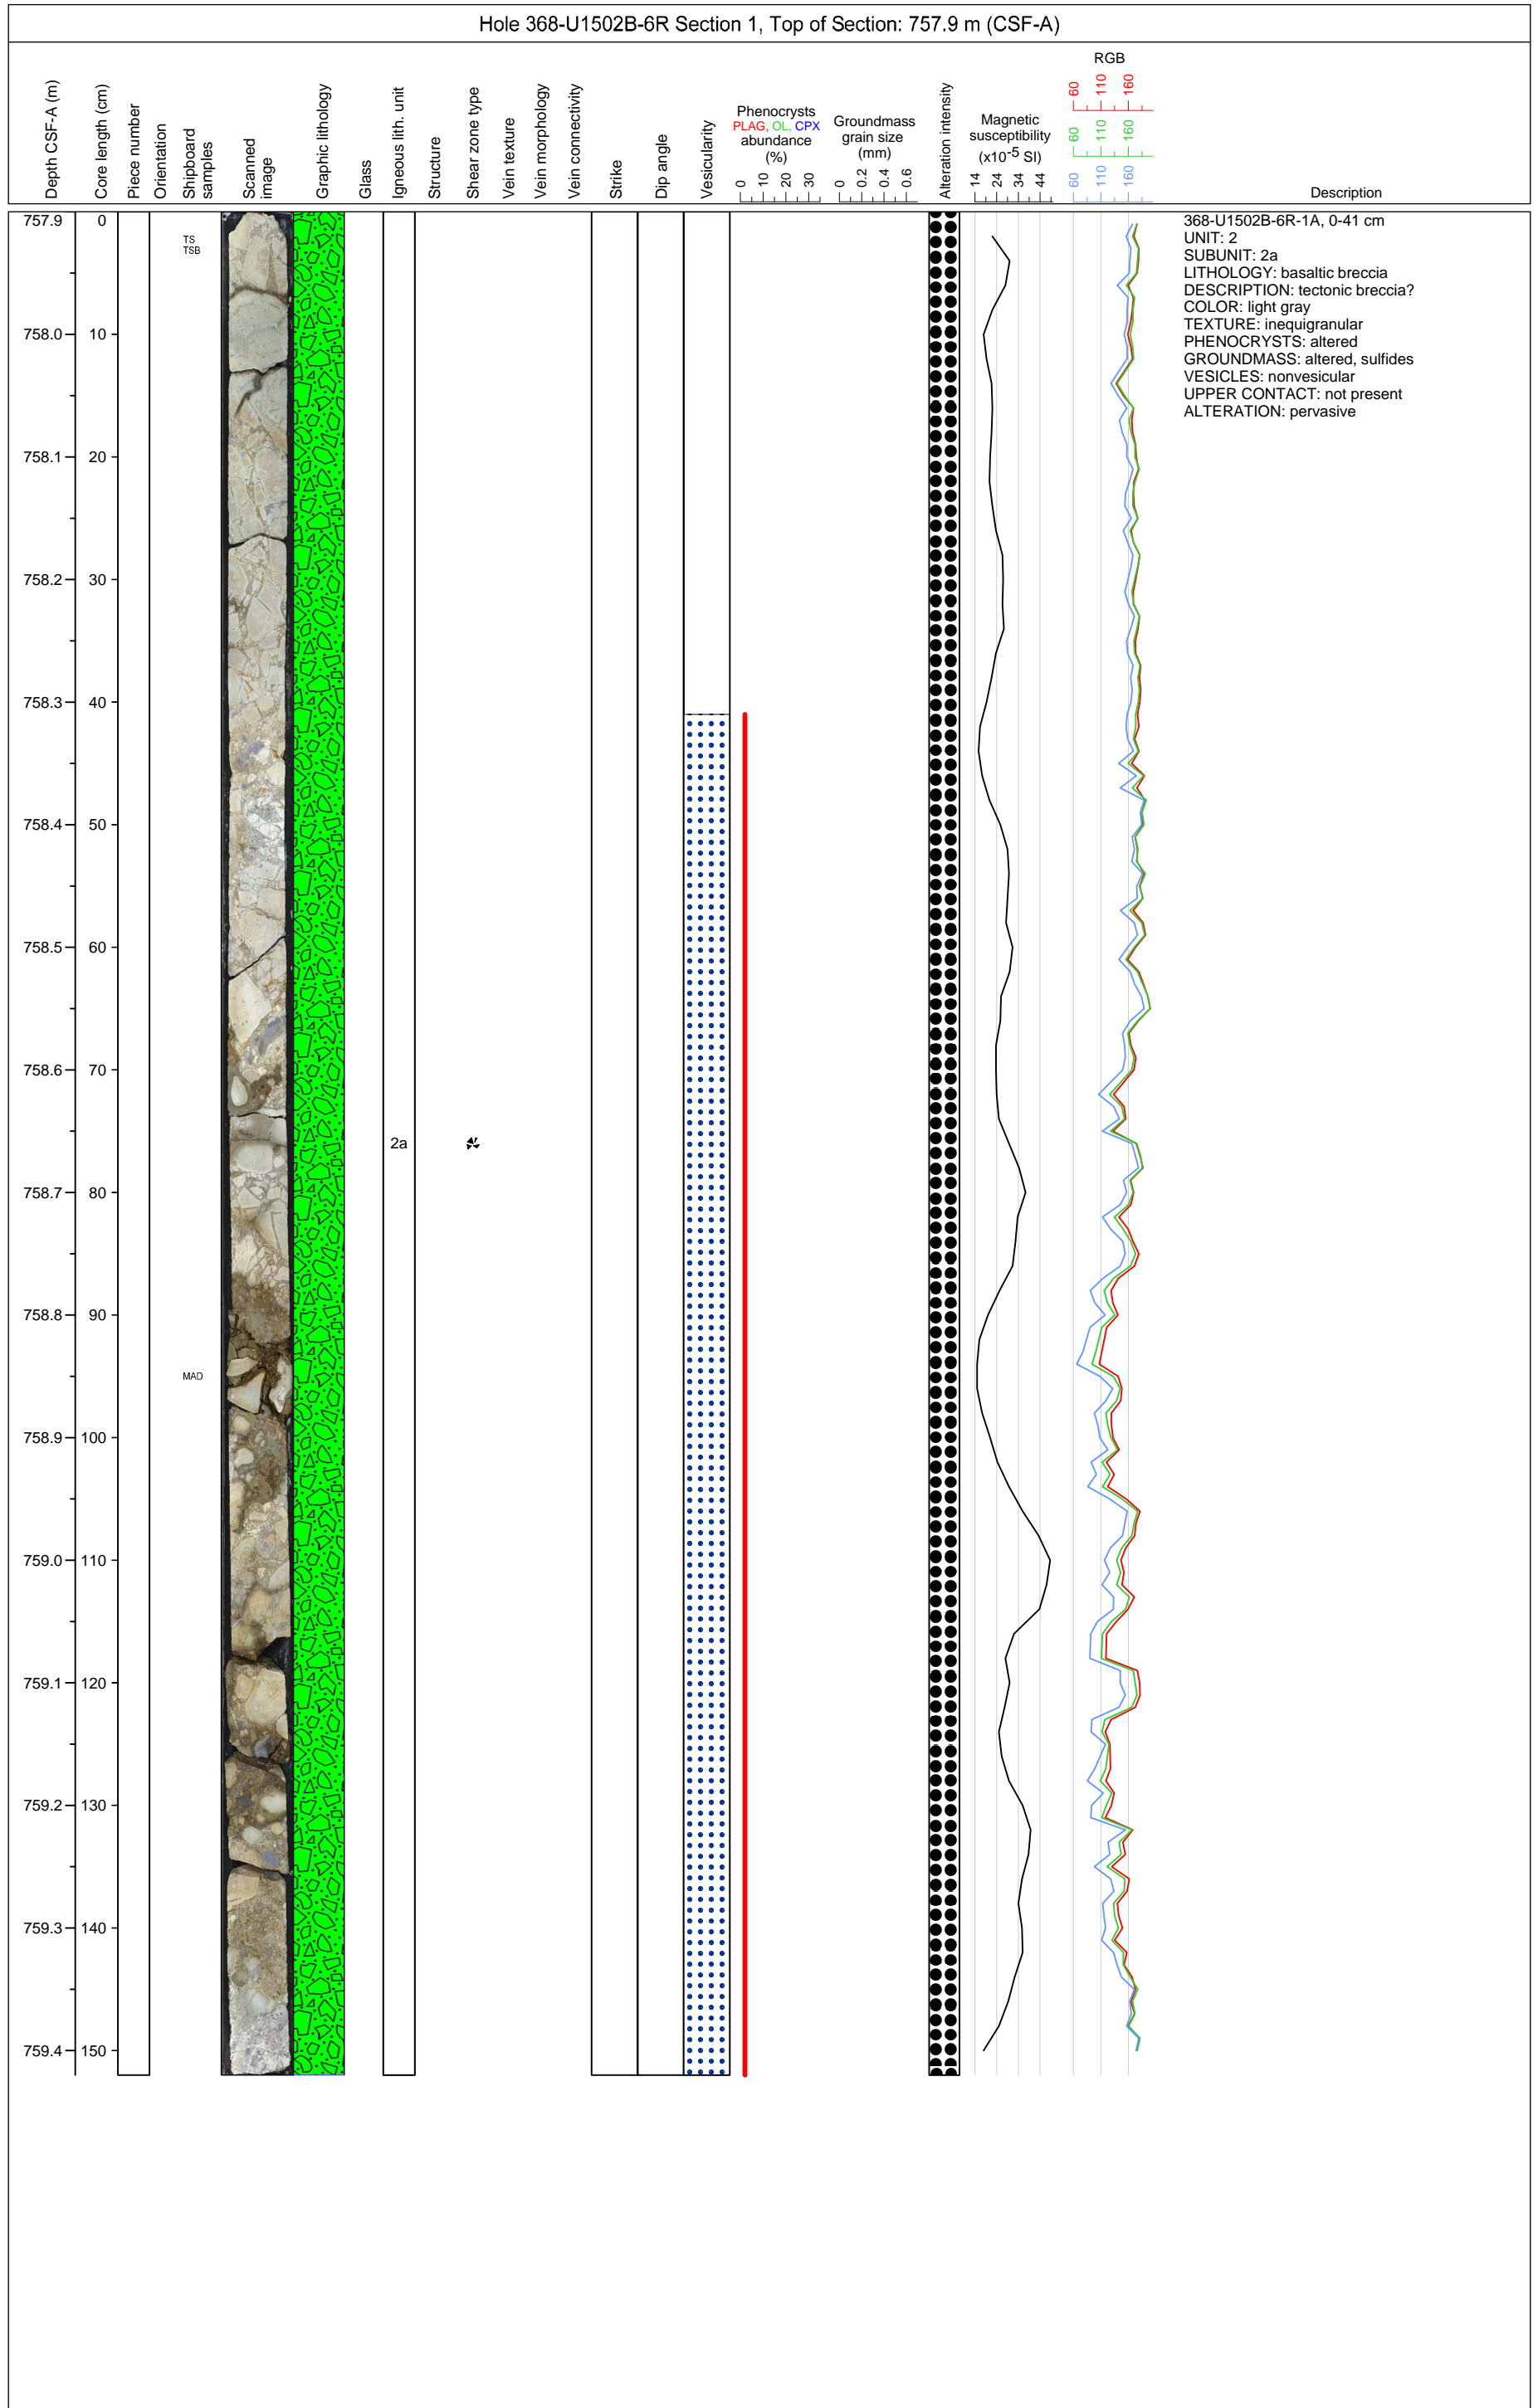 Hole 368-U1502B-6R Section 1, Top of Section: 757.9 m (CSF-A)
Depth CSF-A (m)
Core length (cm)
Piece number
Orientation
Shipboard
samples
Scanned
image
Graphic lithology
Glass
Igneous lith. unit
Structure
Shear zone type
Vein texture
Vein morphology
Vein connectivity
Strike
Dip angle
Vesicularity
Phenocrysts
PLAG, OL, CPX
abundance
(%)
0 10 20 30
Groundmass
grain size
(mm)
0 0.2 0.4 0.6
Alteration intensity
Magnetic
susceptibility
(x10-5 SI)
14 24 34 44
RGB
60 110 160
60 110 160
60 110 160
Description
757.9 0
758.0 10
758.1 20
758.2 30
758.3 40
758.4 50
758.5 60
758.6 70
758.7 80
758.8 90
758.9 100
759.0 110
759.1 120
759.2 130
759.3 140
759.4 150
TS
TSB
MAD
2a
368-U1502B-6R-1A, 0-41 cm
UNIT: 2
SUBUNIT: 2a
LITHOLOGY: basaltic breccia
DESCRIPTION: tectonic breccia?
COLOR: light gray
TEXTURE: inequigranular
PHENOCRYSTS: altered
GROUNDMASS: altered, sulfides
VESICLES: nonvesicular
UPPER CONTACT: not present
ALTERATION: pervasive